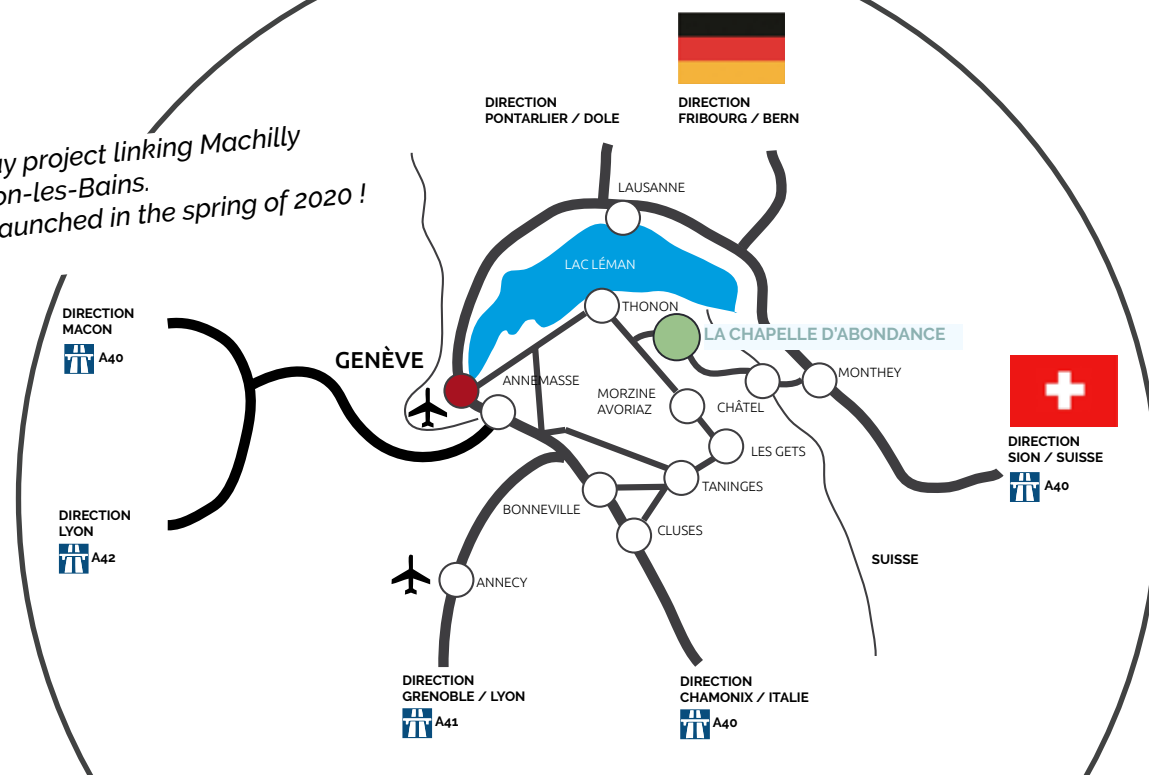 DIRECTION
PONTARLIER / DOLE
DIRECTION
FRIBOURG / BERN
project linking Machilly
on-les-Bains.
launched in the spring of 2020 !
LAUSANNE
LAC LÉMAN
THONON
LA CHAPELLE D'ABONDANCE
DIRECTION
MACON
A40
GENÈVE
ANNEMASSE
MORZINE
AVORIAZ
CHÂTEL
MONTHEY
LES GETS
DIRECTION
SION / SUISSE
A40
TANINGES
BONNEVILLE
CLUSES
DIRECTION
LYON
A42
SUISSE
ANNECY
DIRECTION
GRENOBLE / LYON
A41
DIRECTION
CHAMONIX / ITALIE
A40